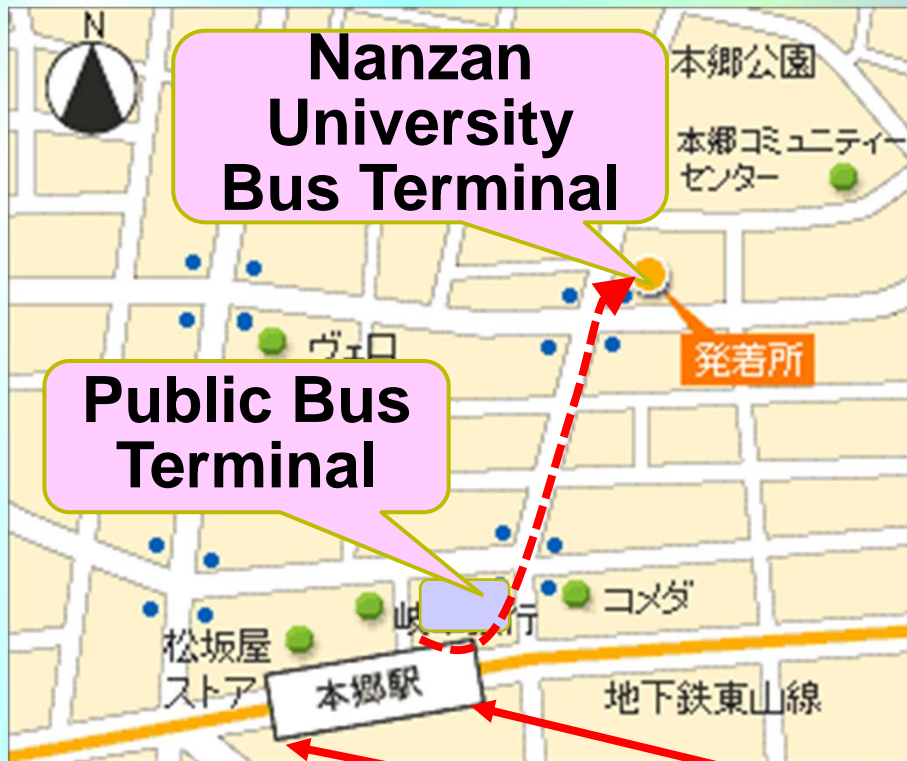 N
Nanzan
University
Bus Terminal
本郷公園
本郷コミュニティー
センター
ヴェロ
発着所
Public Bus
Terminal
コメダ
岐
行
松坂屋
ストア
本郷駅
地下鉄東山線